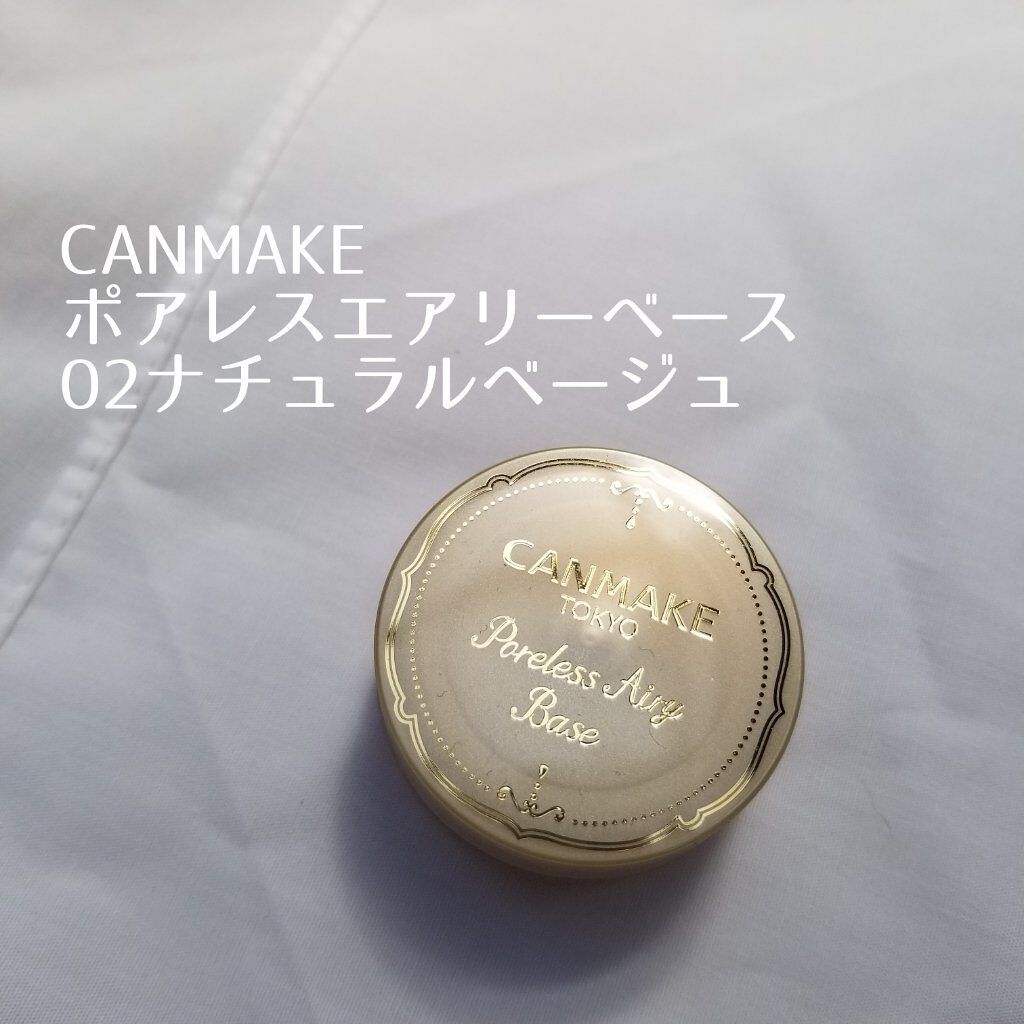 CANMAKE
ポアレスエアリーベース
02ナチュラルベージュ
CANMAKE
TOKYO
Poreless Airy
Base